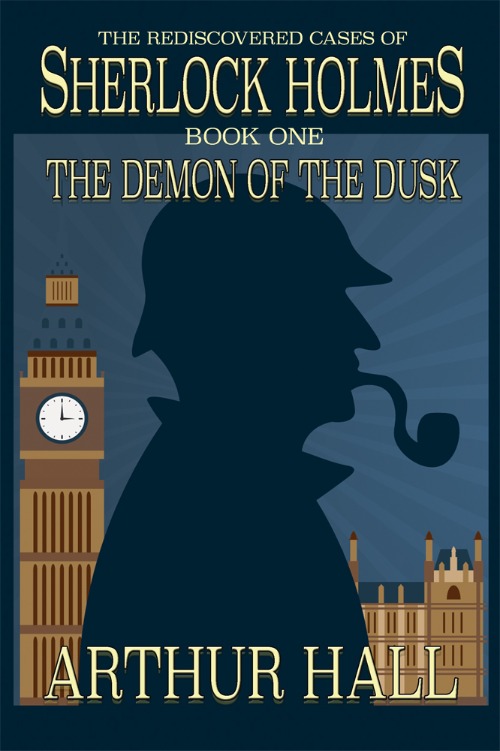 THE REDISCOVERED CASES OF
SHERLOCK HOLMES
BOOK ONE
THE DEMON OF THE DUSK
ARTHUR HALL